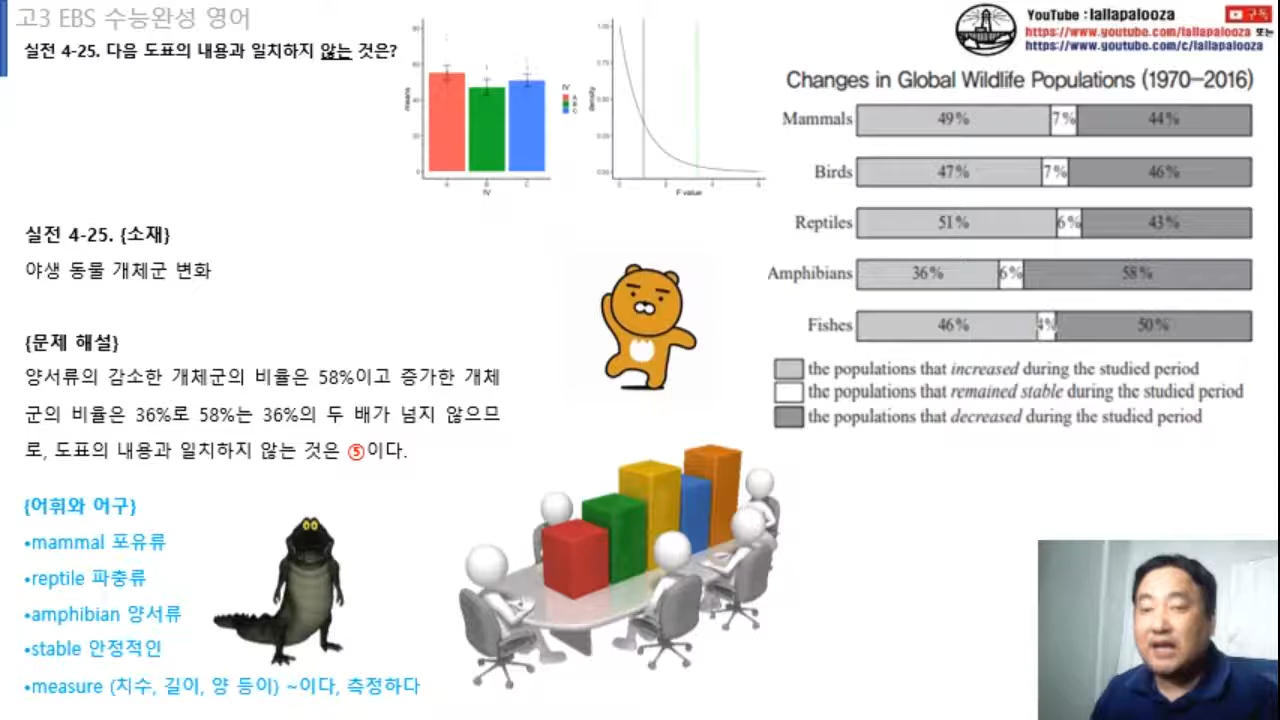 고3 EBS 수능완성 영어
실전 4-25. 다음 도표의 내용과 일치하지 않는 것은?
YouTube : lallapalooza
구독
https://www.youtube.com/lallapalooza 또는
https://www.youtube.com/c/lallapalooza
means
IV
A
B
C
IV
A
B
C
density
F value
Changes in Global Wildlife Populations (1970–2016)
Mammals 49% 7% 44%
Birds 47% 7% 46%
Reptiles 51% 6% 43%
Amphibians 36% 6% 58%
Fishes 46% 4% 50%
the populations that increased during the studied period
the populations that remained stable during the studied period
the populations that decreased during the studied period
실전 4-25. {소재}
야생 동물 개체군 변화
{문제 해설}
양서류의 감소한 개체군의 비율은 58%이고 증가한 개체
군의 비율은 36%로 58%는 36%의 두 배가 넘지 않으므
로, 도표의 내용과 일치하지 않는 것은 ⑤이다.
{어휘와 어구}
•mammal 포유류
•reptile 파충류
•amphibian 양서류
•stable 안정적인
•measure (치수, 길이, 양 등이) ~이다, 측정하다